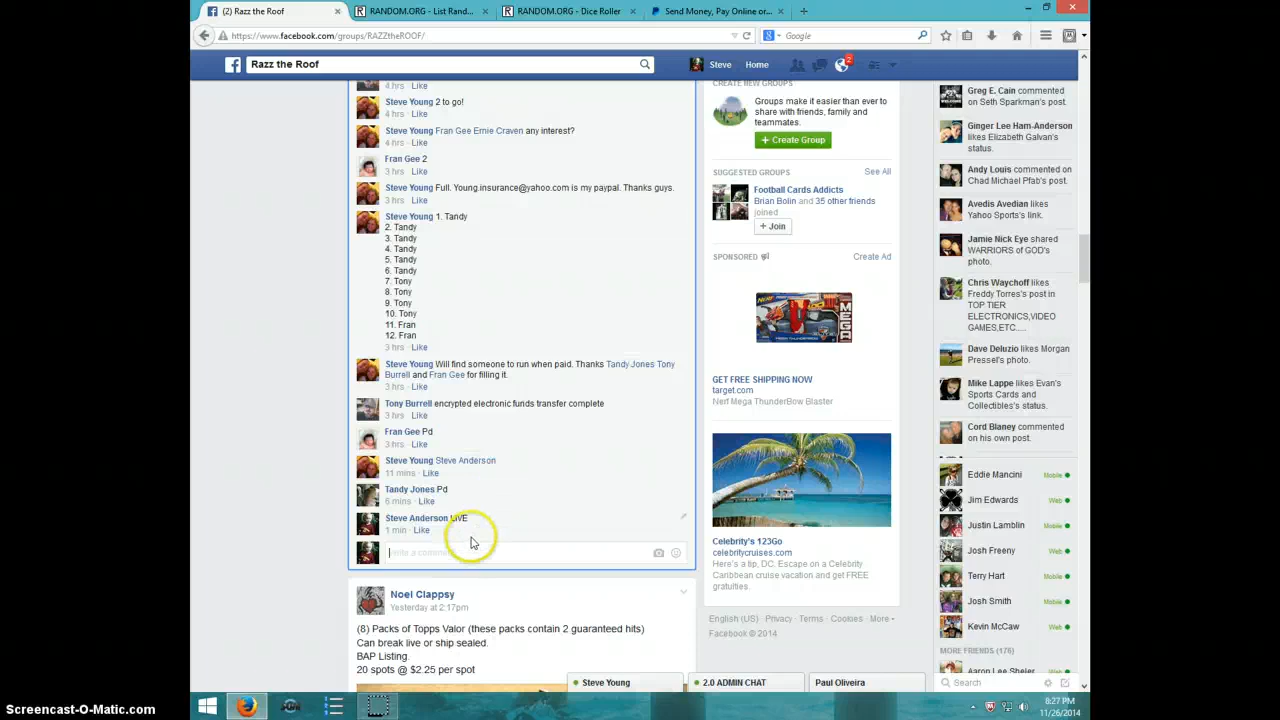 (2) Razz the Roof
RANDOM.ORG - List Rand...
RANDOM.ORG - Dice Roller
Send Money, Pay Online or...
https://www.facebook.com/groups/RAZZtheROOF/
Google
Razz the Roof
Steve
Home
2
4 hrs Like
Steve Young 2 to go!
4 hrs Like
Steve Young Fran Gee Ernie Craven any interest?
4 hrs Like
Fran Gee 2
3 hrs Like
Steve Young Full. Young.insurance@yahoo.com is my paypal. Thanks guys.
3 hrs Like
Steve Young 1. Tandy
2. Tandy
3. Tandy
4. Tandy
5. Tandy
6. Tandy
7. Tony
8. Tony
9. Tony
10. Tony
11. Fran
12. Fran
3 hrs Like
Steve Young Will find someone to run when paid. Thanks Tandy Jones Tony
Burrell and Fran Gee for filling it.
3 hrs Like
Tony Burrell encrypted electronic funds transfer complete
3 hrs Like
Fran Gee Pd
3 hrs Like
Steve Young Steve Anderson
11 mins Like
Tandy Jones Pd
6 mins Like
Steve Anderson LIVE
1 min Like
Write a comment...
Noel Clappsy
Yesterday at 2:17pm
(8) Packs of Topps Valor (these packs contain 2 guaranteed hits)
Can break live or ship sealed.
BAP Listing.
20 spots @ $2.25 per spot
CREATE NEW GROUPS
Groups make it easier than ever to
share with friends, family and
teammates.
+ Create Group
SUGGESTED GROUPS See All
Football Cards Addicts
Brian Bolin and 35 other friends
joined
+ Join
SPONSORED Create Ad
NERF
MEGA
GET FREE SHIPPING NOW
target.com
Nerf Mega ThunderBow Blaster
Celebrity's 123Go
celebritycruises.com
Here's a tip, DC. Escape on a Celebrity
Caribbean cruise vacation and get FREE
gratuities.
English (US) · Privacy · Terms · Cookies · More
Facebook © 2014
Greg E. Cain commented
on Seth Sparkman's post.
Ginger Lee Ham-Anderson
likes Elizabeth Galvan's
status.
Andy Louis commented on
Chad Michael Pfab's post.
Avedis Avedian likes
Yahoo Sports's link.
Jamie Nick Eye shared
WARRIORS of GOD's
photo.
Chris Waychoff likes
Freddy Torres's post in
TOP TIER
ELECTRONICS,VIDEO
GAMES,ETC.....
Dave Deluzio likes Morgan
Pressel's photo.
Mike Lappe likes Evan's
Sports Cards and
Collectibles's status.
Cord Blaney commented
on his own post.
Eddie Mancini Mobile
Jim Edwards Web
Justin Lamblin Mobile
Josh Freeny Web
Terry Hart Mobile
Josh Smith Mobile
Kevin McCaw Web
MORE FRIENDS (176)
Aaron Lee Sheler
Search
Steve Young
2.0 ADMIN CHAT
Paul Oliveira
8:27 PM
11/26/2014
Screencast-O-Matic.com